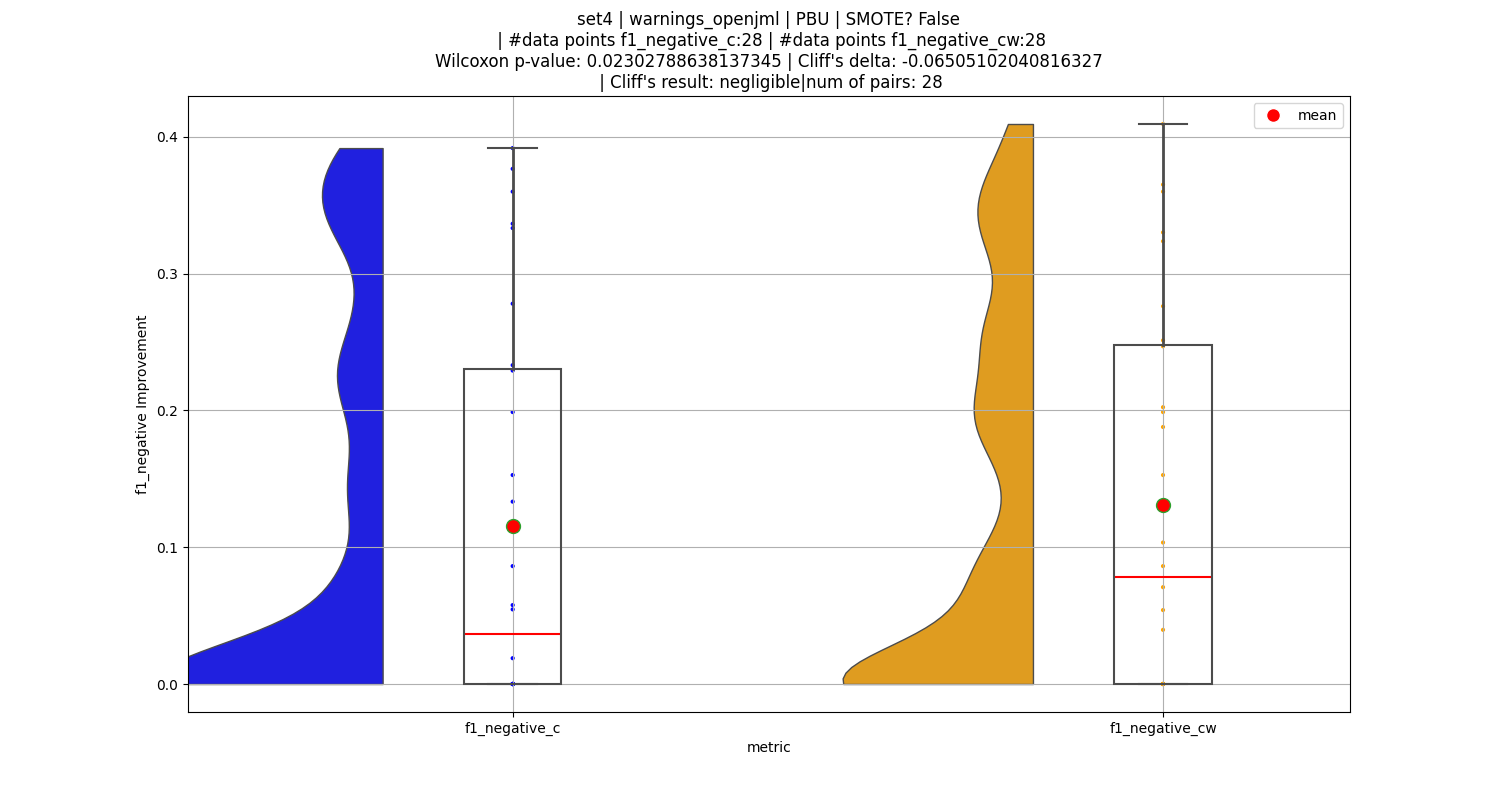 set4 | warnings_openjml | PBU | SMOTE? False
| #data points f1_negative_c:28 | #data points f1_negative_cw:28
Wilcoxon p-value: 0.02302788638137345 | Cliff's delta: -0.06505102040816327
| Cliff's result: negligible|num of pairs: 28
mean
0.4
0.3
0.2
0.1
0.0
f1_negative Improvement
f1_negative_c
f1_negative_cw
metric